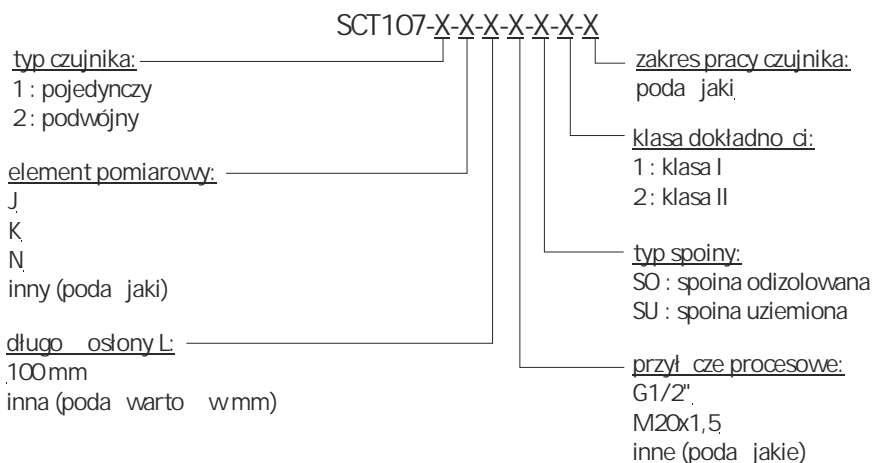 SCT107-X-X-X-X-X-X-X
typ czujnika:
1 : pojedynczy
2 : podwójny
element pomiarowy:
J
K
N
inny (poda jaki)
długo osłony L:
100 mm
inna (poda warto w mm)
zakres pracy czujnika:
poda jaki
klasa dokładno ci:
1 : klasa I
2 : klasa II
typ spoiny:
SO : spoina odizolowana
SU : spoina uziemiona
przył cze procesowe:
G1/2"
M20x1,5
inne (poda jakie)